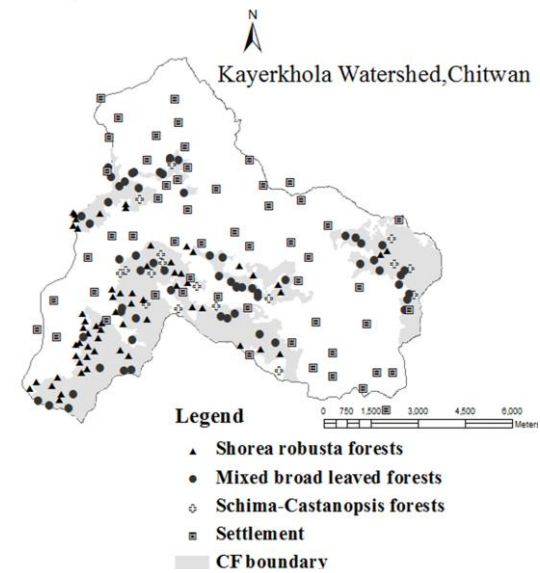 N
Kayerkhola Watershed,Chitwan
0 750 1,500 3,000 4,500 6,000
Meters
Legend
Shorea robusta forests
Mixed broad leaved forests
Schima-Castanopsis forests
Settlement
CF boundary